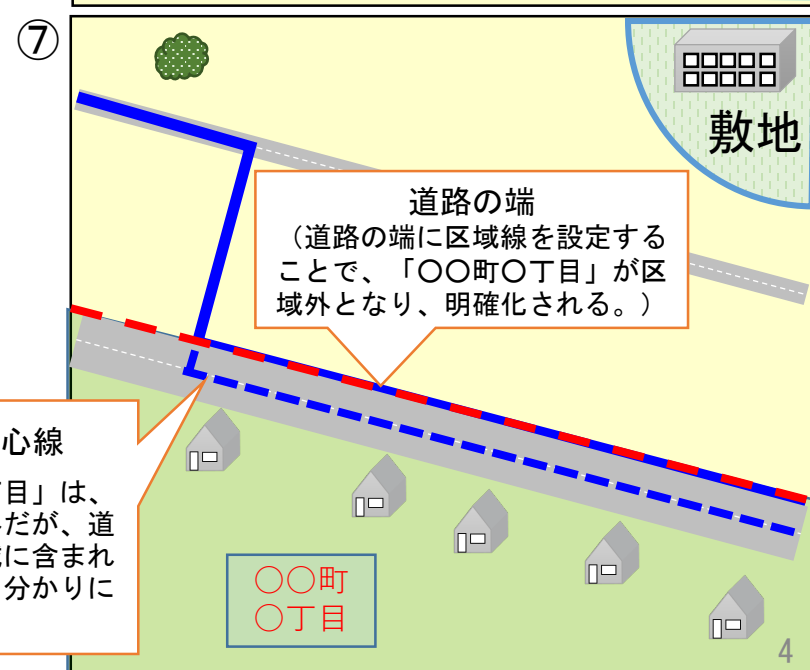 ⑦
敷地
道路の端
（道路の端に区域線を設定する
ことで、「〇〇町〇丁目」が区
域外となり、明確化される。）
心線
目」は、
だが、道
に含まれ
分かりに
〇〇町
〇丁目
4